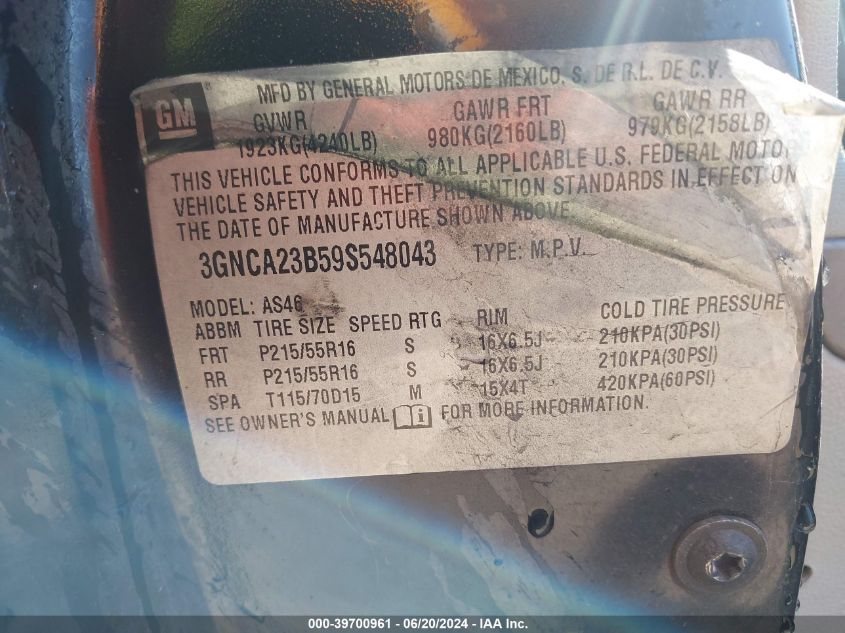 GM
MFD BY GENERAL MOTORS DE MEXICO, S. DE R.L. DE C.V.
GVWR GAWR FRT GAWR RR
1923KG(4240LB) 980KG(2160LB) 979KG(2158LB)
THIS VEHICLE CONFORMS TO ALL APPLICABLE U.S. FEDERAL MOTOR
VEHICLE SAFETY AND THEFT PREVENTION STANDARDS IN EFFECT ON
THE DATE OF MANUFACTURE SHOWN ABOVE.
3GNCA23B59S548043 TYPE: M.P.V.
MODEL: AS46
ABBM TIRE SIZE SPEED RTG RIM COLD TIRE PRESSURE
FRT P215/55R16 S 16X6.5J 210KPA(30PSI)
RR P215/55R16 S 16X6.5J 210KPA(30PSI)
SPA T115/70D15 M 15X4T 420KPA(60PSI)
SEE OWNER'S MANUAL FOR MORE INFORMATION.
000-39700961 - 06/20/2024 - IAA Inc.